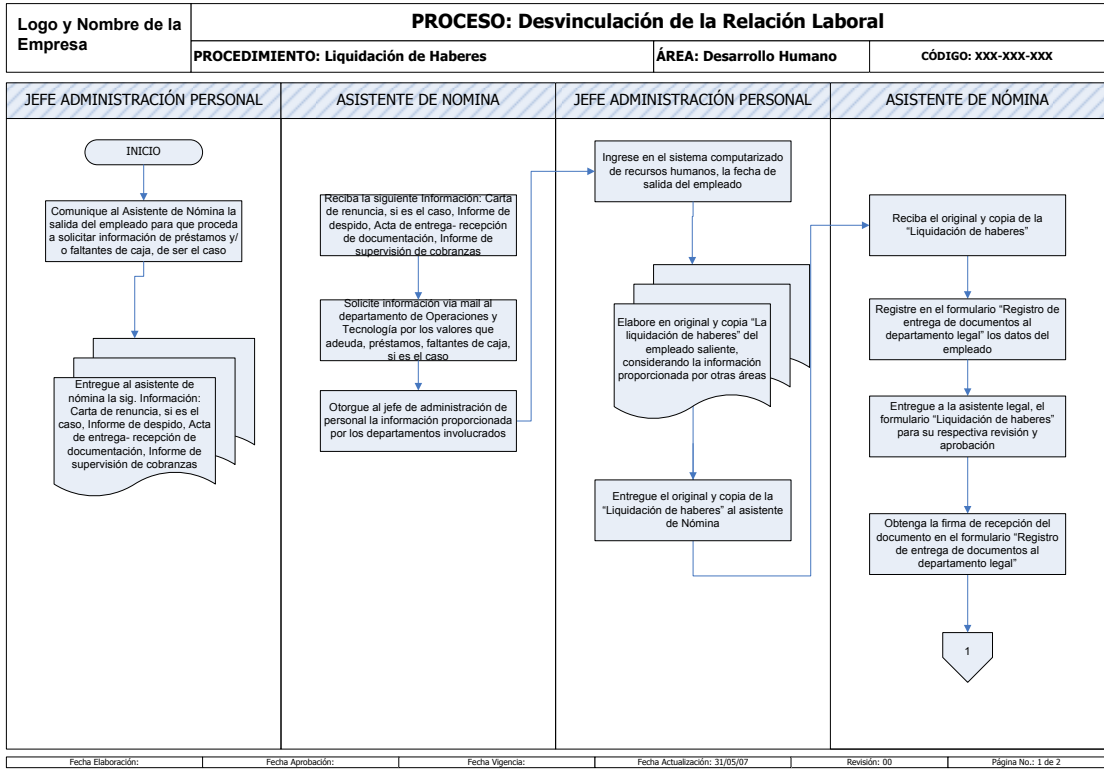 Logo y Nombre de la
Empresa
PROCESO: Desvinculación de la Relación Laboral
PROCEDIMIENTO: Liquidación de Haberes
ÁREA: Desarrollo Humano
CÓDIGO: XXX-XXX-XXX
JEFE ADMINISTRACIÓN PERSONAL
ASISTENTE DE NOMINA
JEFE ADMINISTRACIÓN PERSONAL
ASISTENTE DE NÓMINA
INICIO
Comunique al Asistente de Nómina la
salida del empleado para que proceda
a solicitar información de préstamos y/
o faltantes de caja, de ser el caso
Entregue al asistente de
nómina la sig. Información:
Carta de renuncia, si es el
caso, Informe de despido, Acta
de entrega- recepción de
documentación, Informe de
supervisión de cobranzas
Reciba la siguiente Información: Carta
de renuncia, si es el caso, Informe de
despido, Acta de entrega- recepción
de documentación, Informe de
supervisión de cobranzas
Solicite información vía mail al
departamento de Operaciones y
Tecnología por los valores que
adeuda, préstamos, faltantes de caja,
si es el caso
Otorgue al jefe de administración de
personal la información proporcionada
por los departamentos involucrados
Ingrese en el sistema computarizado
de recursos humanos, la fecha de
salida del empleado
Elabore en original y copia “La
liquidación de haberes” del
empleado saliente,
considerando la información
proporcionada por otras áreas
Entregue el original y copia de la
“Liquidación de haberes” al asistente
de Nómina
Reciba el original y copia de la
“Liquidación de haberes”
Registre en el formulario “Registro de
entrega de documentos al
departamento legal” los datos del
empleado
Entregue a la asistente legal, el
formulario “Liquidación de haberes”
para su respectiva revisión y
aprobación
Obtenga la firma de recepción del
documento en el formulario “Registro
de entrega de documentos al
departamento legal”
1
Fecha Elaboración:
Fecha Aprobación:
Fecha Vigencia:
Fecha Actualización: 31/05/07
Revisión: 00
Página No.: 1 de 2